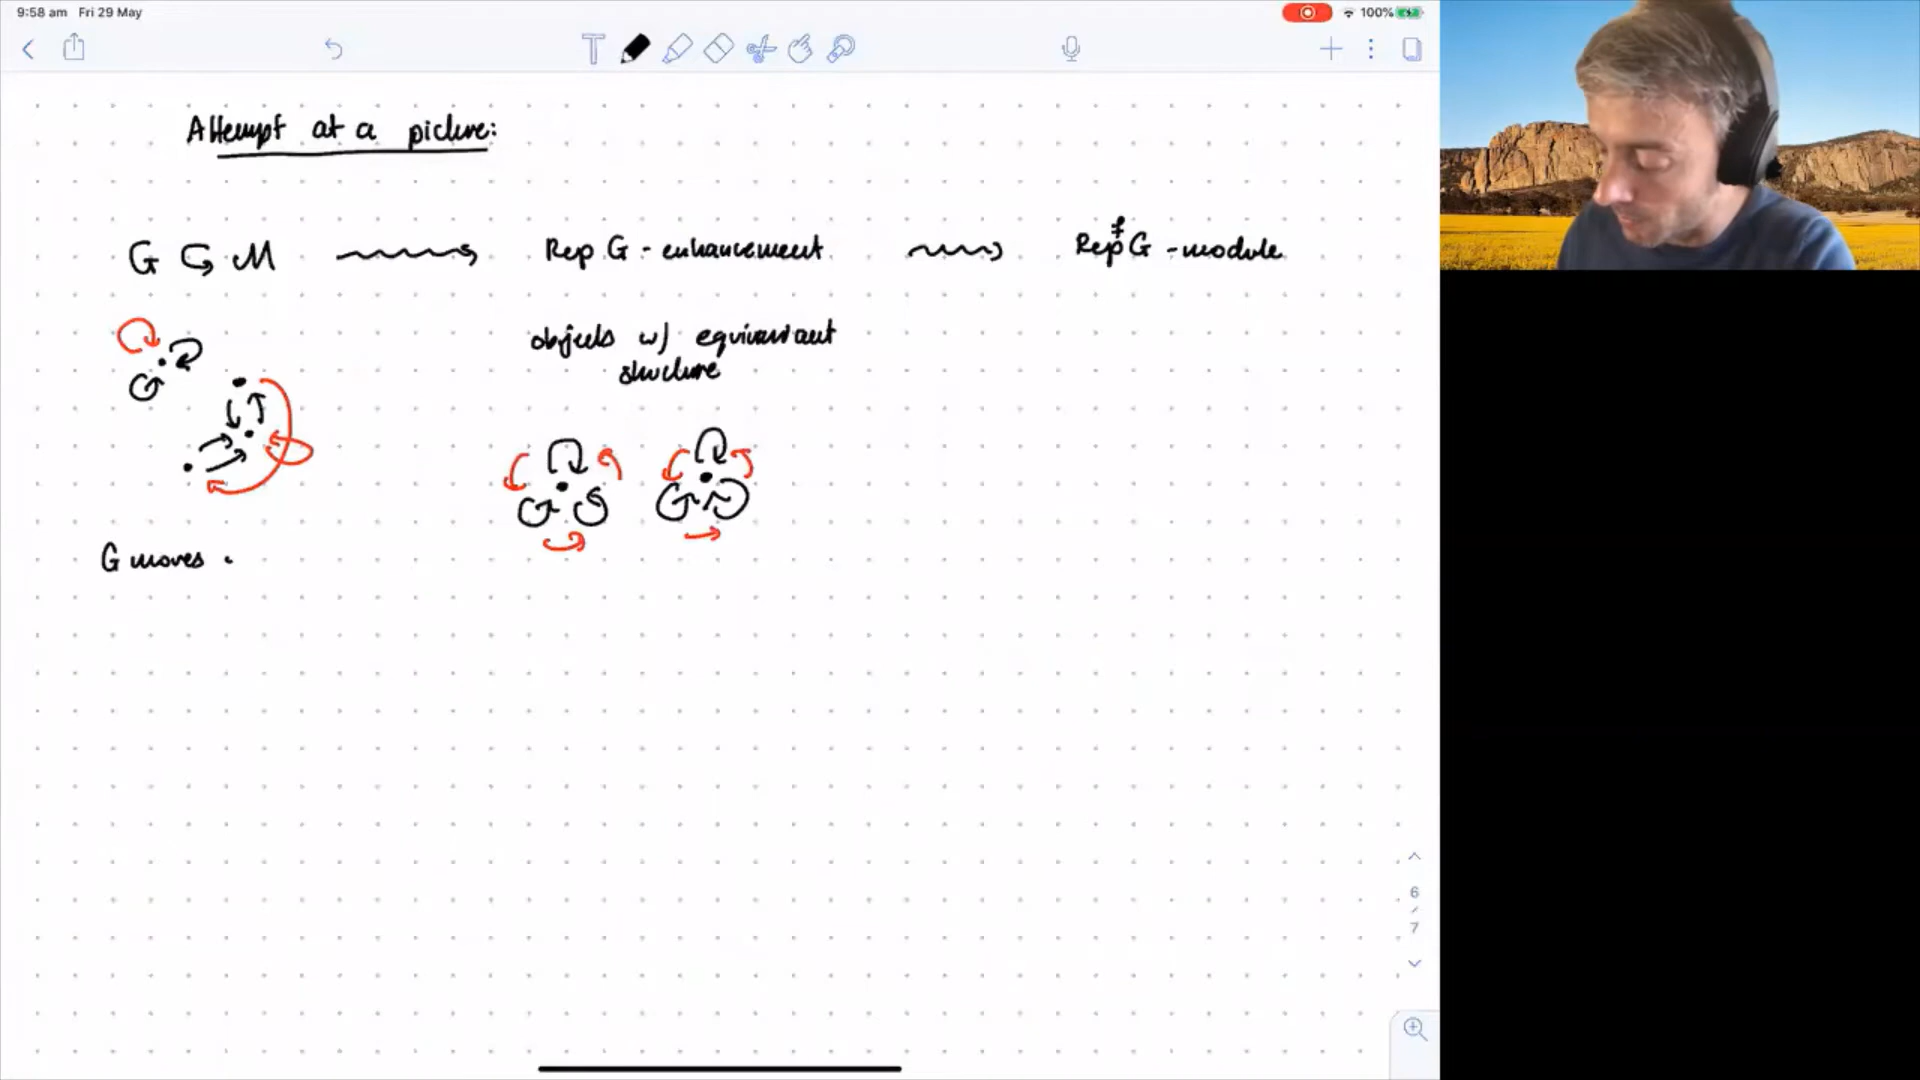 9:58 am Fri 29 May
100%
T
Attempt at a picture:
G ↪ M ⟿ Rep G - enhancement ⟿ Repᶠ G - module
objects w/ equivariant
structure
G moves
6
/
7